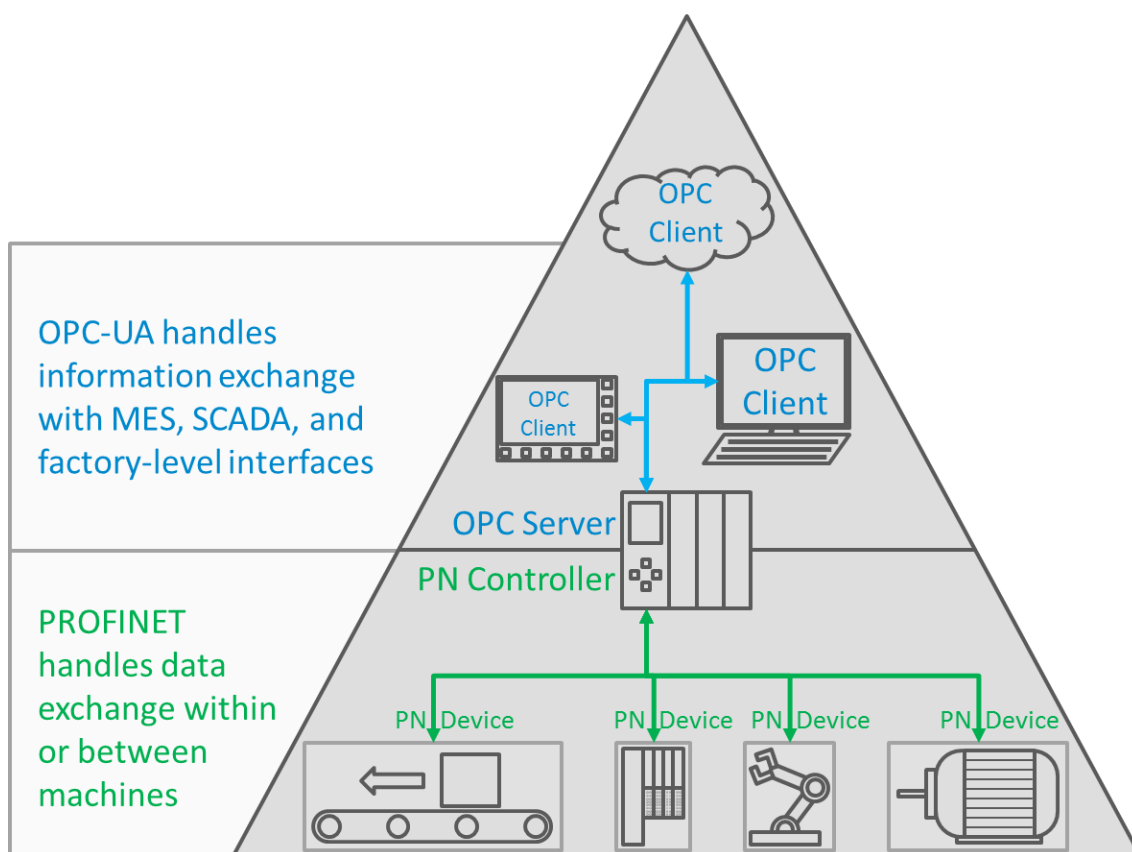 OPC
Client
OPC-UA handles
information exchange
with MES, SCADA, and
factory-level interfaces
OPC
Client
OPC
Client
OPC Server
PN Controller
PROFINET
handles data
exchange within
or between
machines
PN Device
PN Device
PN Device
PN Device